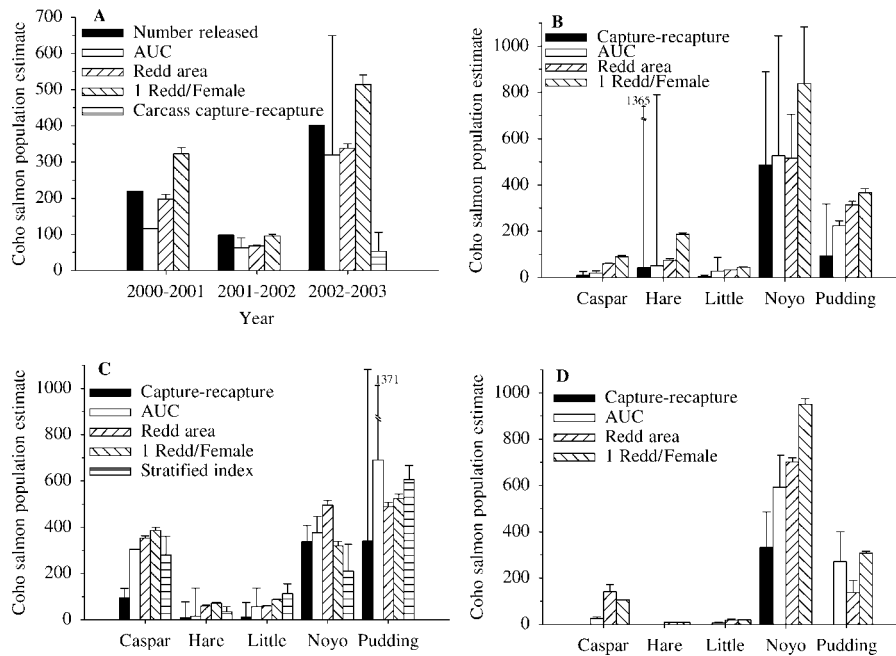 A
Number released
AUC
Redd area
1 Redd/Female
Carcass capture-recapture
Coho salmon population estimate
700
600
500
400
300
200
100
0
2000-2001 2001-2002 2002-2003
Year
B
Capture-recapture
AUC
Redd area
1 Redd/Female
1365
Coho salmon population estimate
1000
800
600
400
200
0
Caspar Hare Little Noyo Pudding
C
Capture-recapture
AUC
Redd area
1 Redd/Female
Stratified index
1371
Coho salmon population estimate
1000
800
600
400
200
0
Caspar Hare Little Noyo Pudding
D
Capture-recapture
AUC
Redd area
1 Redd/Female
Coho salmon population estimate
1000
800
600
400
200
0
Caspar Hare Little Noyo Pudding